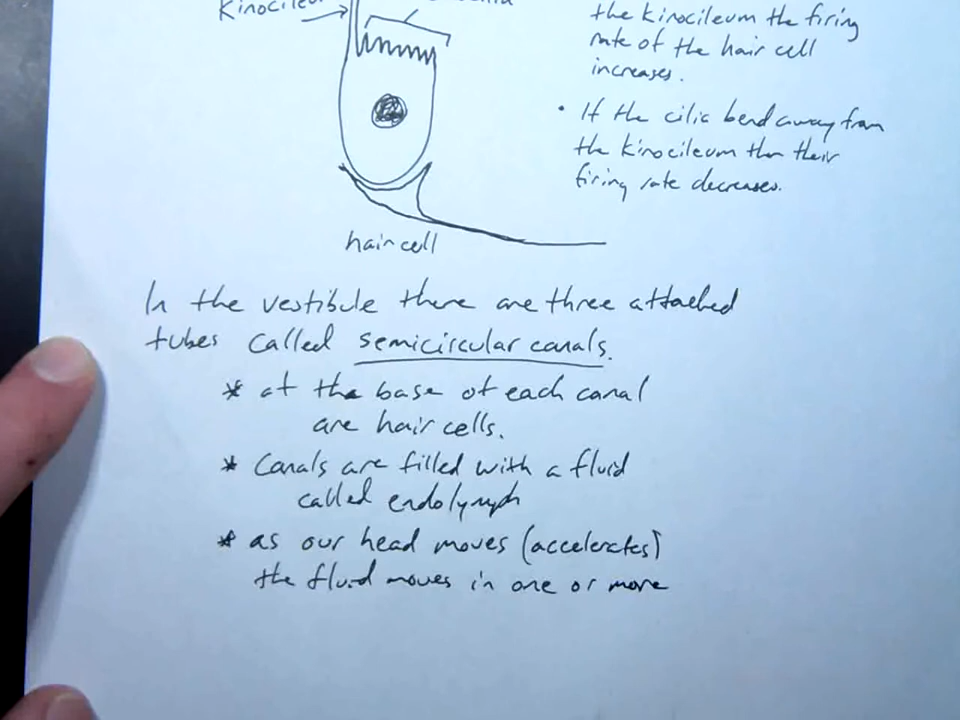 Kinocileum
the kinocileum the firing
rate of the hair cell
increases.
• If the cilia bend away from
the kinocileum then their
firing rate decreases.
hair cell
In the vestibule there are three attached
tubes called semicircular canals.
* at the base of each canal
are hair cells.
* Canals are filled with a fluid
called endolymph
* as our head moves (accelerates)
the fluid moves in one or more